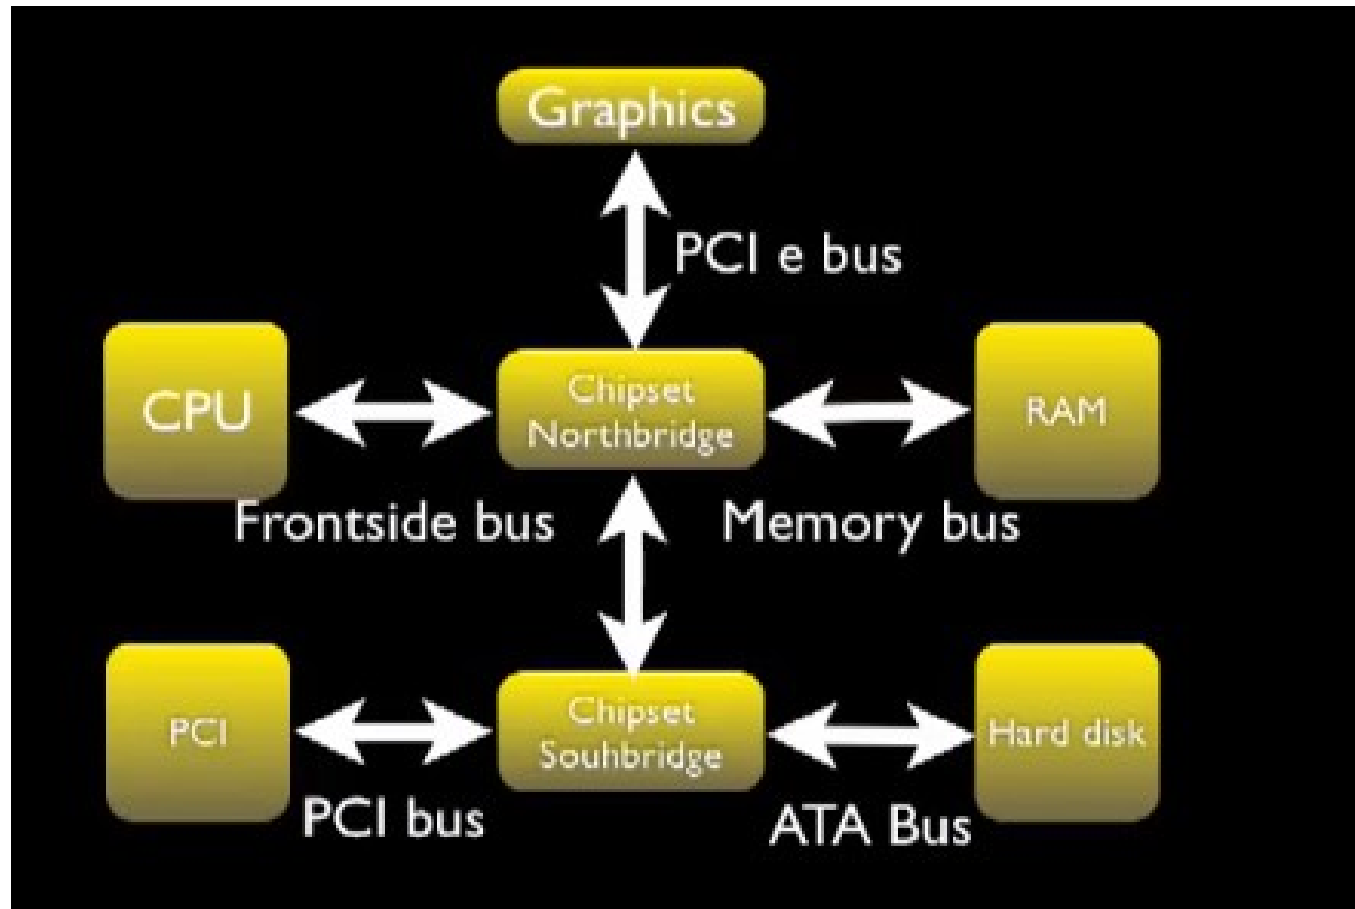 Graphics
PCI e bus
CPU
Chipset
Northbridge
RAM
Frontside bus
Memory bus
PCI
Chipset
Souhbridge
Hard disk
PCI bus
ATA Bus